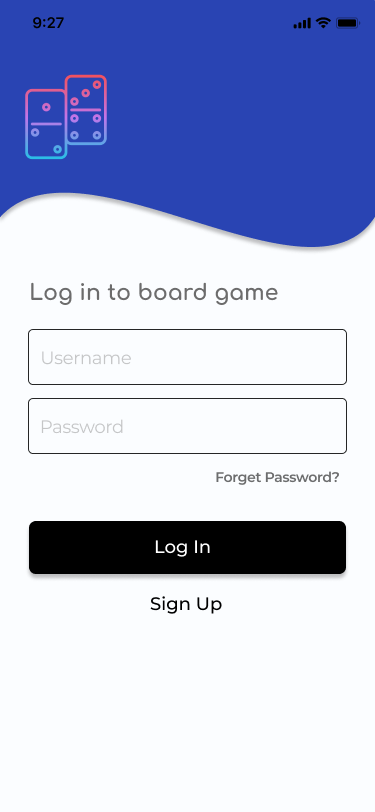 9:27
Log in to board game
Username
Password
Forget Password?
Log In
Sign Up